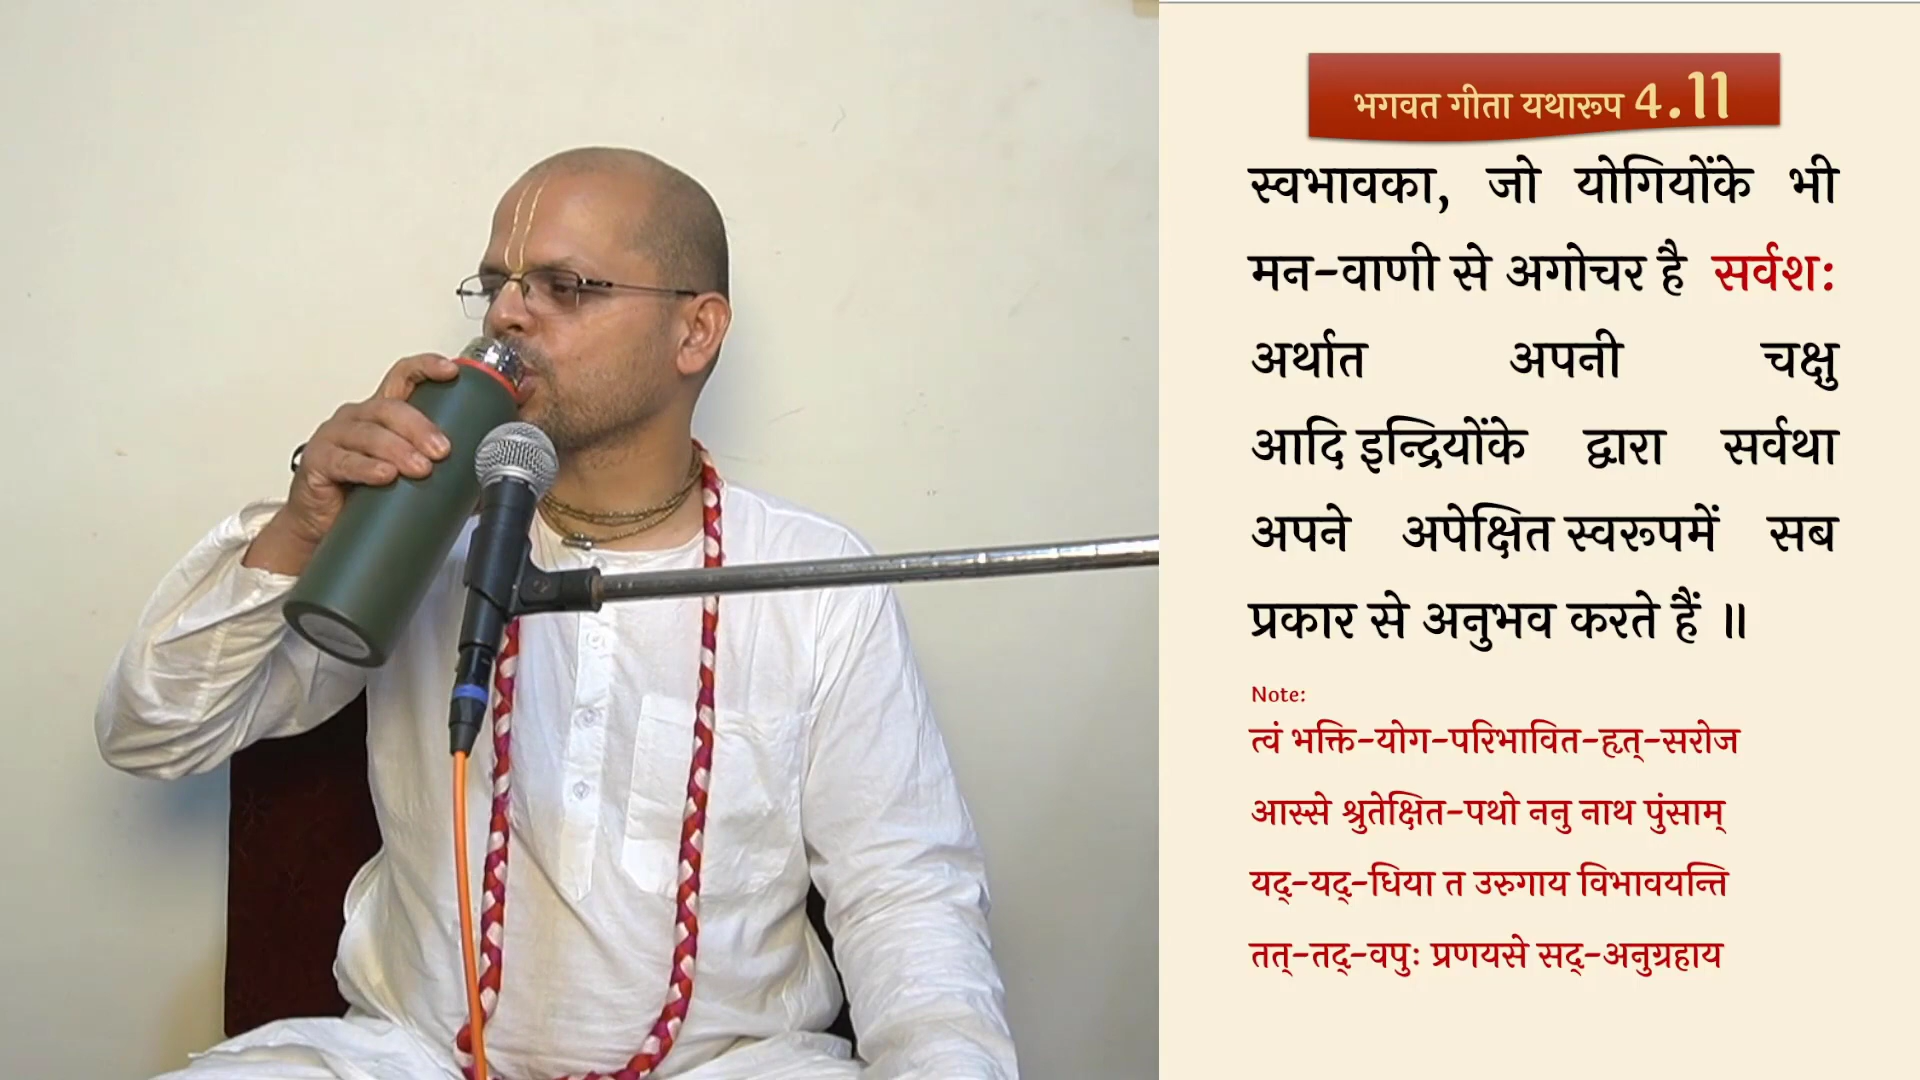 भगवत गीता यथारूप 4.11
स्वभावका, जो योगियोंके भी
मन-वाणी से अगोचर है सर्वश:
अर्थात अपनी चक्षु
आदि इन्द्रियोंके द्वारा सर्वथा
अपने अपेक्षित स्वरूपमें सब
प्रकार से अनुभव करते हैं ॥
Note:
त्वं भक्ति-योग-परिभावित-हृत्-सरोज
आस्से श्रुतेक्षित-पथो ननु नाथ पुंसाम्
यद्-यद्-धिया त उरुगाय विभावयन्ति
तत्-तद्-वपुः प्रणयसे सद्-अनुग्रहाय